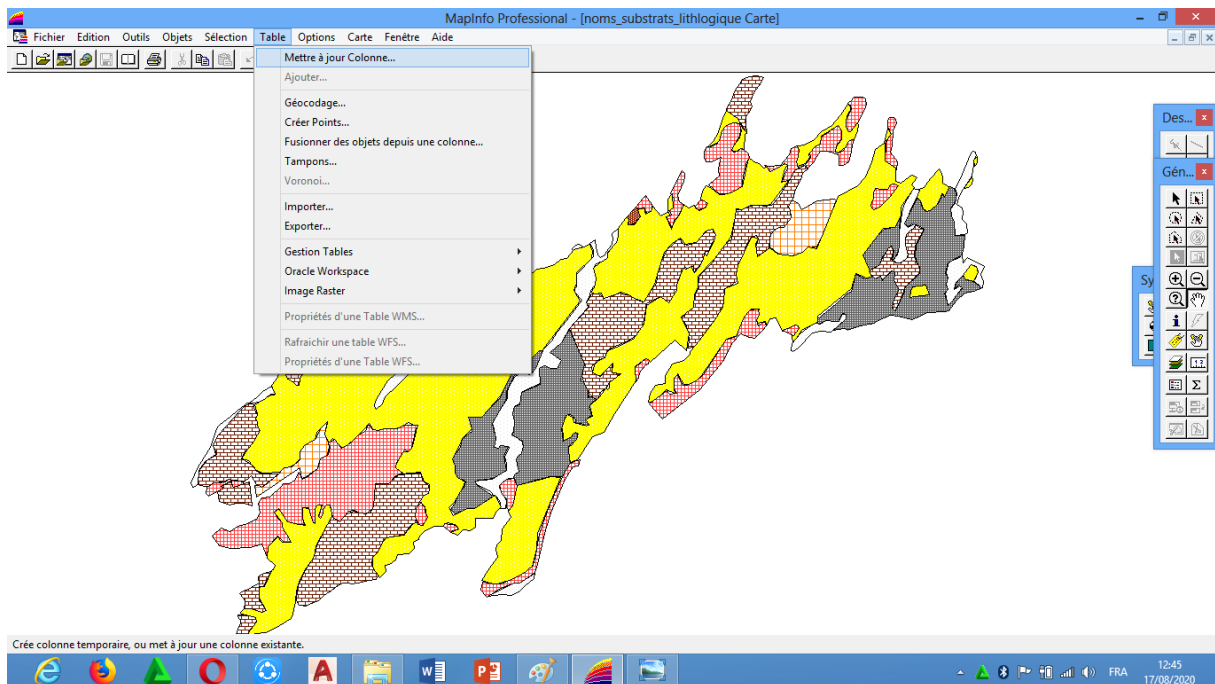 MapInfo Professional - [noms_substrats_lithlogique Carte]
Fichier Edition Outils Objets Sélection Table Options Carte Fenêtre Aide
Mettre à jour Colonne...
Ajouter...
Géocodage...
Créer Points...
Fusionner des objets depuis une colonne...
Tampons...
Voronoi...
Importer...
Exporter...
Gestion Tables
Oracle Workspace
Image Raster
Propriétés d'une Table WMS...
Rafraichir une table WFS...
Propriétés d'une Table WFS...
Des...
Gén...
Sy
Crée colonne temporaire, ou met à jour une colonne existante.
FRA
12:45
17/08/2020